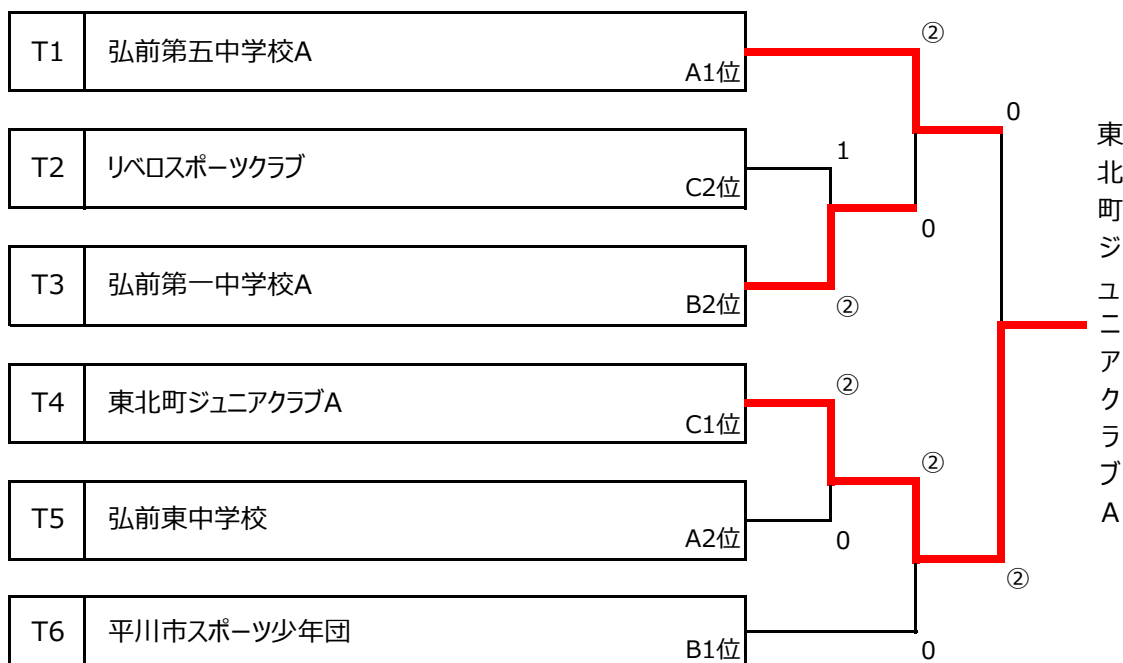 T1 弘前第五中学校A A1位
②
0
T2 リベロスポーツクラブ C2位
1
0
T3 弘前第一中学校A B2位
②
T4 東北町ジュニアクラブA C1位
②
②
T5 弘前東中学校 A2位
0
②
T6 平川市スポーツ少年団 B1位
0
東北町ジュニアクラブA